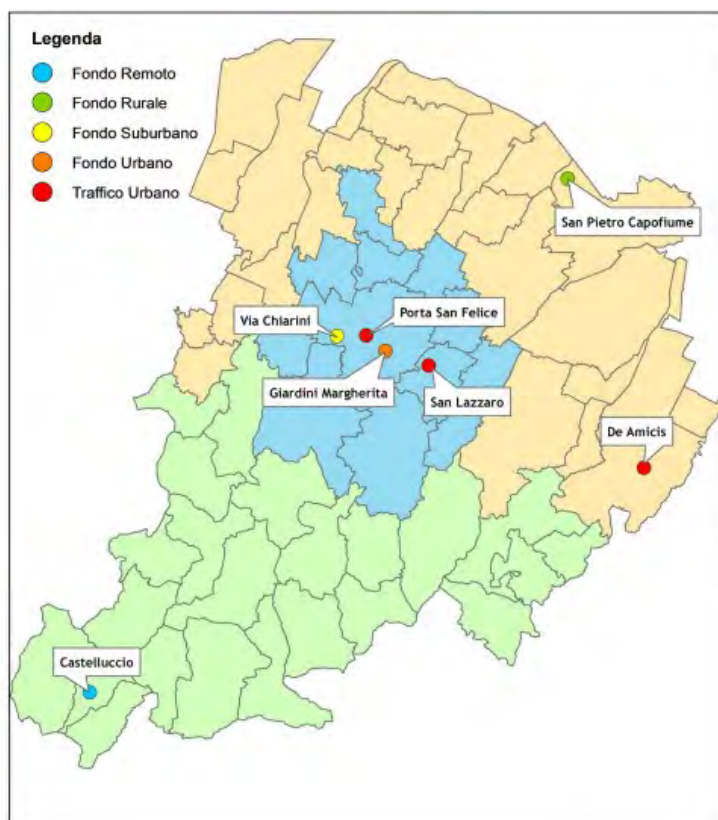 Legenda
Fondo Remoto
Fondo Rurale
Fondo Suburbano
Fondo Urbano
Traffico Urbano
San Pietro Capofiume
Via Chiarini
Porta San Felice
Giardini Margherita
San Lazzaro
De Amicis
Castelluccio